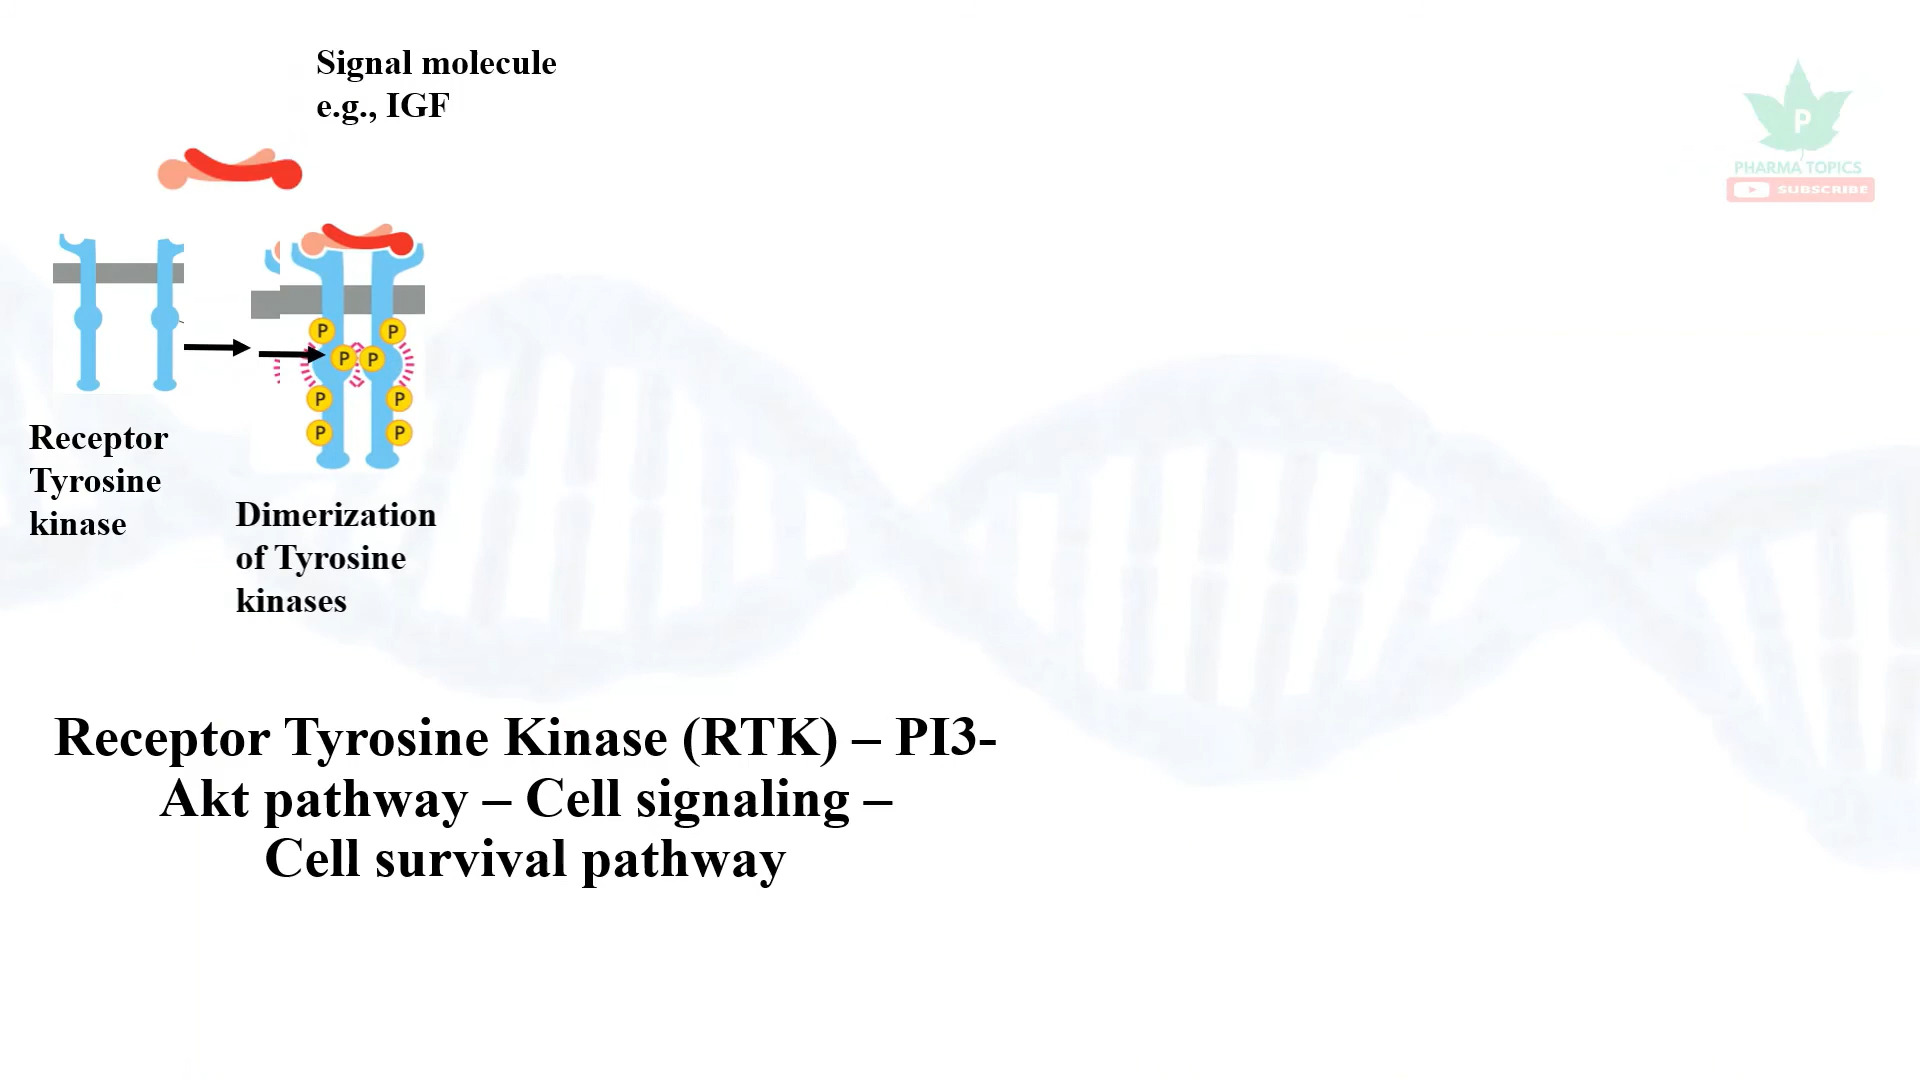 Signal molecule
e.g., IGF
P
PHARMA TOPICS
SUBSCRIBE
P P
P P
P P
P P
Receptor
Tyrosine
kinase
Dimerization
of Tyrosine
kinases
Receptor Tyrosine Kinase (RTK) – PI3-
Akt pathway – Cell signaling –
Cell survival pathway